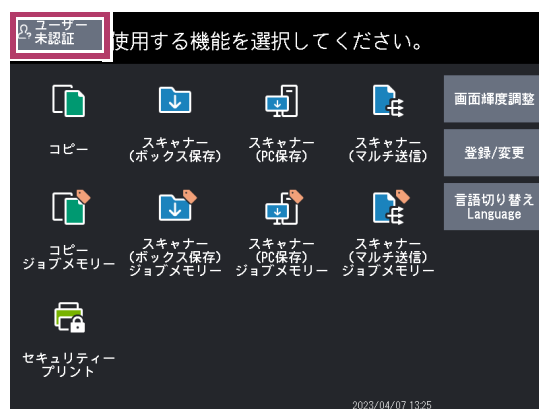 ユーザー
未認証
使用する機能を選択してください。
コピー
スキャナー
(ボックス保存)
スキャナー
(PC保存)
スキャナー
(マルチ送信)
画面輝度調整
登録/変更
言語切り替え
Language
コピー
ジョブメモリー
スキャナー
(ボックス保存)
ジョブメモリー
スキャナー
(PC保存)
ジョブメモリー
スキャナー
(マルチ送信)
ジョブメモリー
セキュリティー
プリント
2023/04/07 13:25